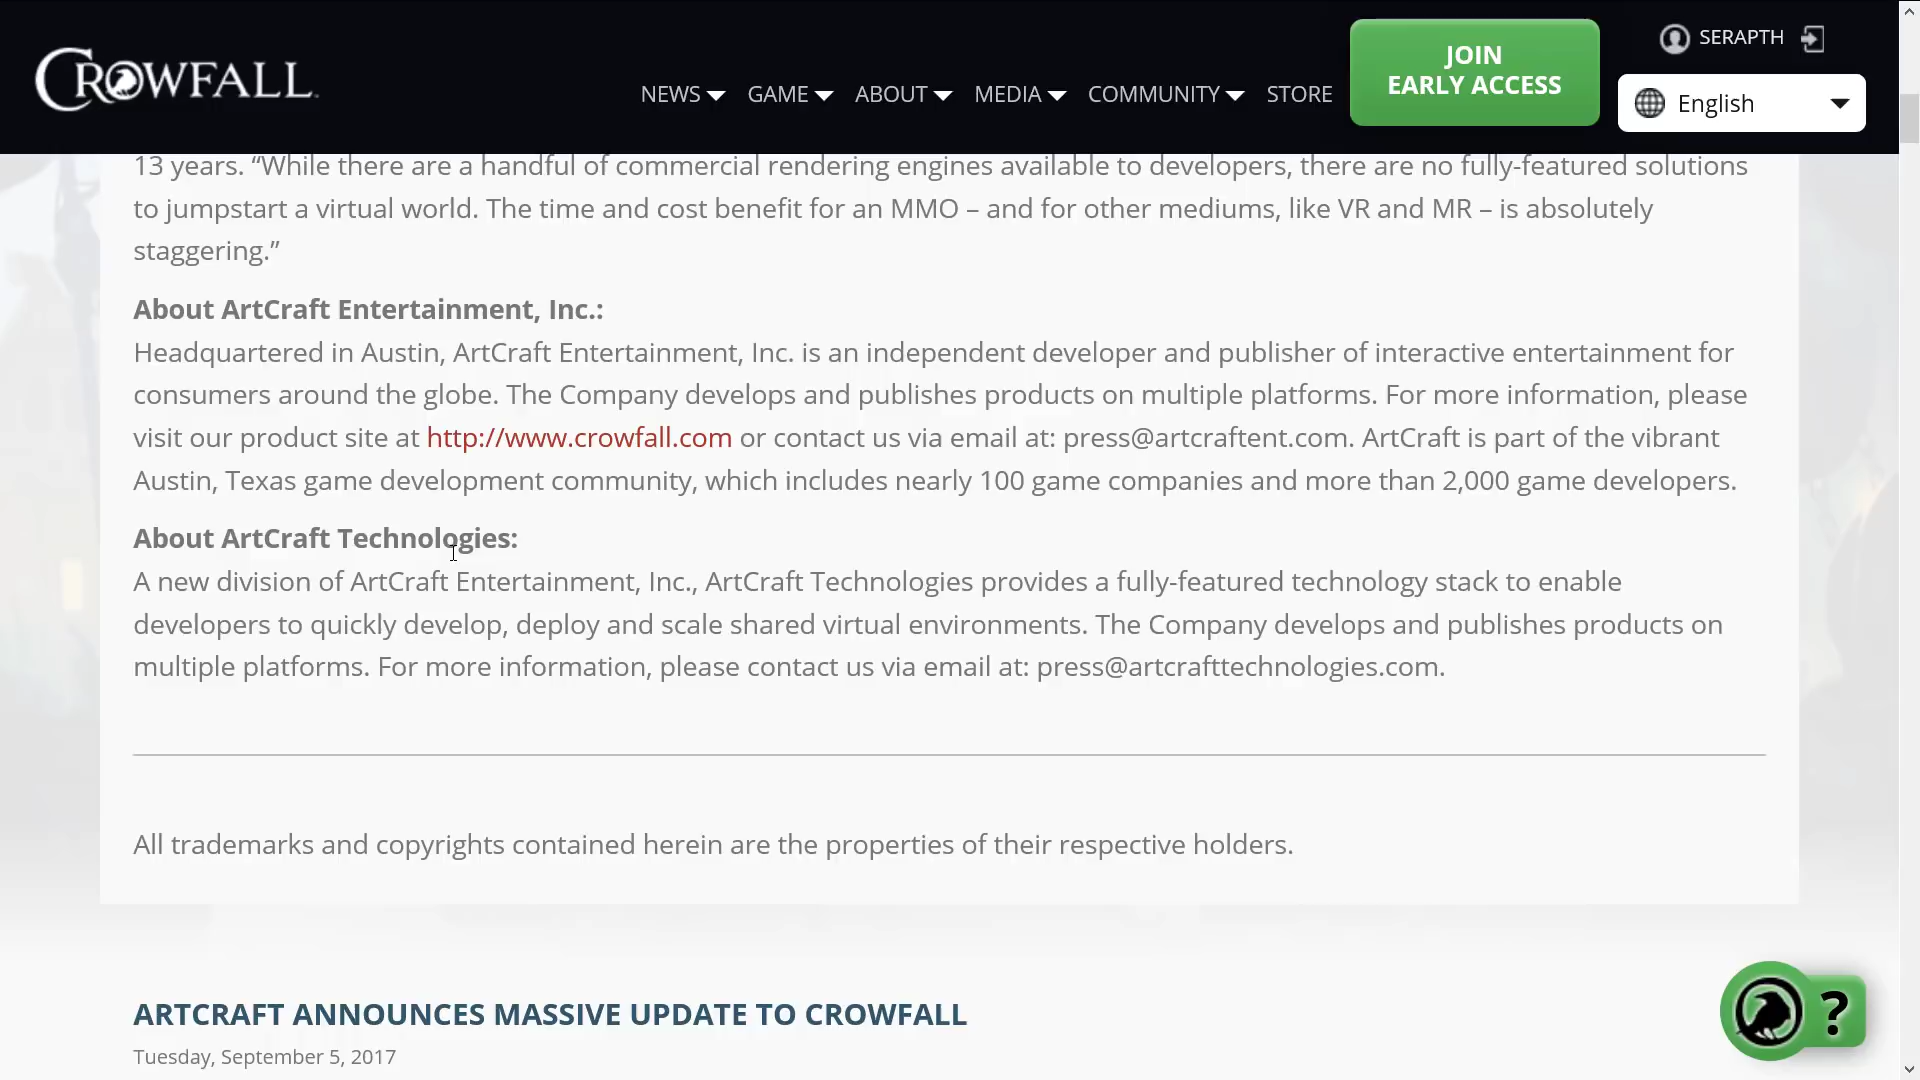 CROWFALL
NEWS
GAME
ABOUT
MEDIA
COMMUNITY
STORE
JOIN
EARLY ACCESS
SERAPTH
English
13 years. “While there are a handful of commercial rendering engines available to developers, there are no fully-featured solutions
to jumpstart a virtual world. The time and cost benefit for an MMO – and for other mediums, like VR and MR – is absolutely
staggering.”
About ArtCraft Entertainment, Inc.:
Headquartered in Austin, ArtCraft Entertainment, Inc. is an independent developer and publisher of interactive entertainment for
consumers around the globe. The Company develops and publishes products on multiple platforms. For more information, please
visit our product site at http://www.crowfall.com or contact us via email at: press@artcraftent.com. ArtCraft is part of the vibrant
Austin, Texas game development community, which includes nearly 100 game companies and more than 2,000 game developers.
About ArtCraft Technologies:
A new division of ArtCraft Entertainment, Inc., ArtCraft Technologies provides a fully-featured technology stack to enable
developers to quickly develop, deploy and scale shared virtual environments. The Company develops and publishes products on
multiple platforms. For more information, please contact us via email at: press@artcrafttechnologies.com.
All trademarks and copyrights contained herein are the properties of their respective holders.
ARTCRAFT ANNOUNCES MASSIVE UPDATE TO CROWFALL
Tuesday, September 5, 2017
?